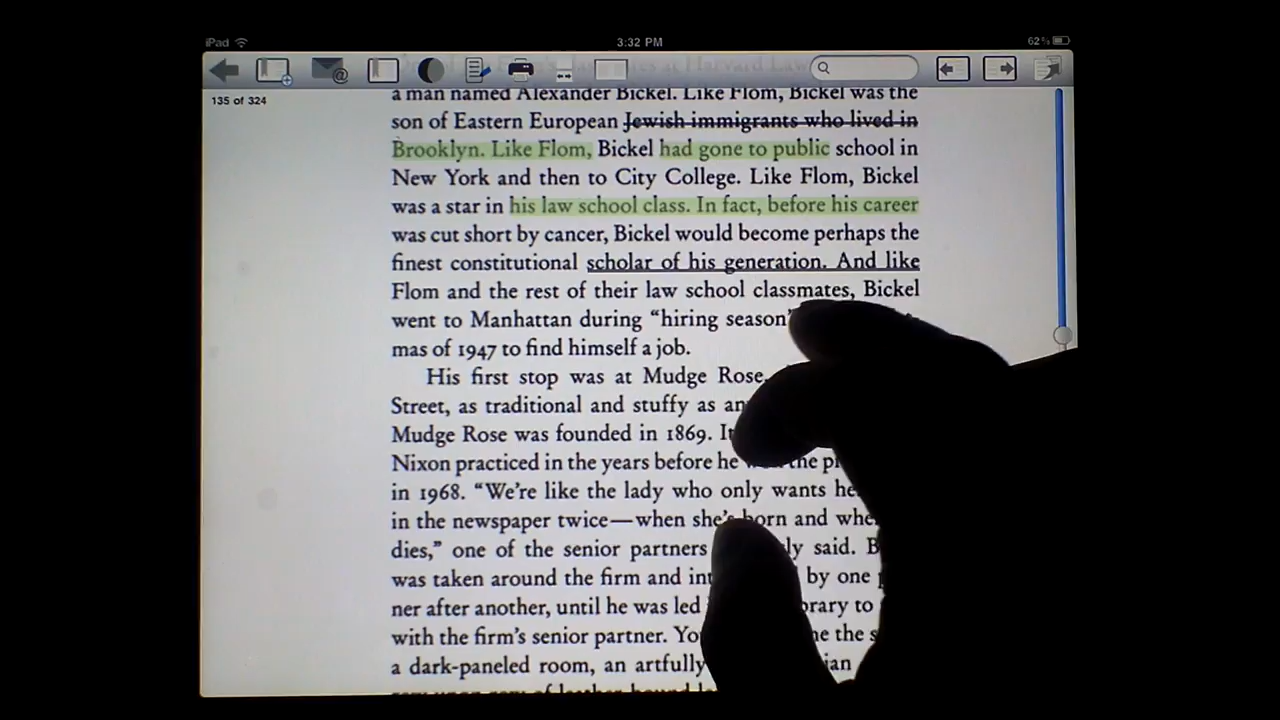 iPad
3:32 PM
62%
135 of 324
at Harvard Law
a man named Alexander Bickel. Like Flom, Bickel was the
son of Eastern European Jewish immigrants who lived in
Brooklyn. Like Flom, Bickel had gone to public school in
New York and then to City College. Like Flom, Bickel
was a star in his law school class. In fact, before his career
was cut short by cancer, Bickel would become perhaps the
finest constitutional scholar of his generation. And like
Flom and the rest of their law school classmates, Bickel
went to Manhattan during “hiring season”
mas of 1947 to find himself a job.
His first stop was at Mudge Rose,
Street, as traditional and stuffy as
Mudge Rose was founded in 1869.
Nixon practiced in the years before he the
in 1968. “We’re like the lady who only wants
in the newspaper twice—when she’s born and
dies,” one of the senior partners said.
was taken around the firm and by one
ner after another, until he was led to
with the firm’s senior partner. the
a dark-paneled room, an artfully